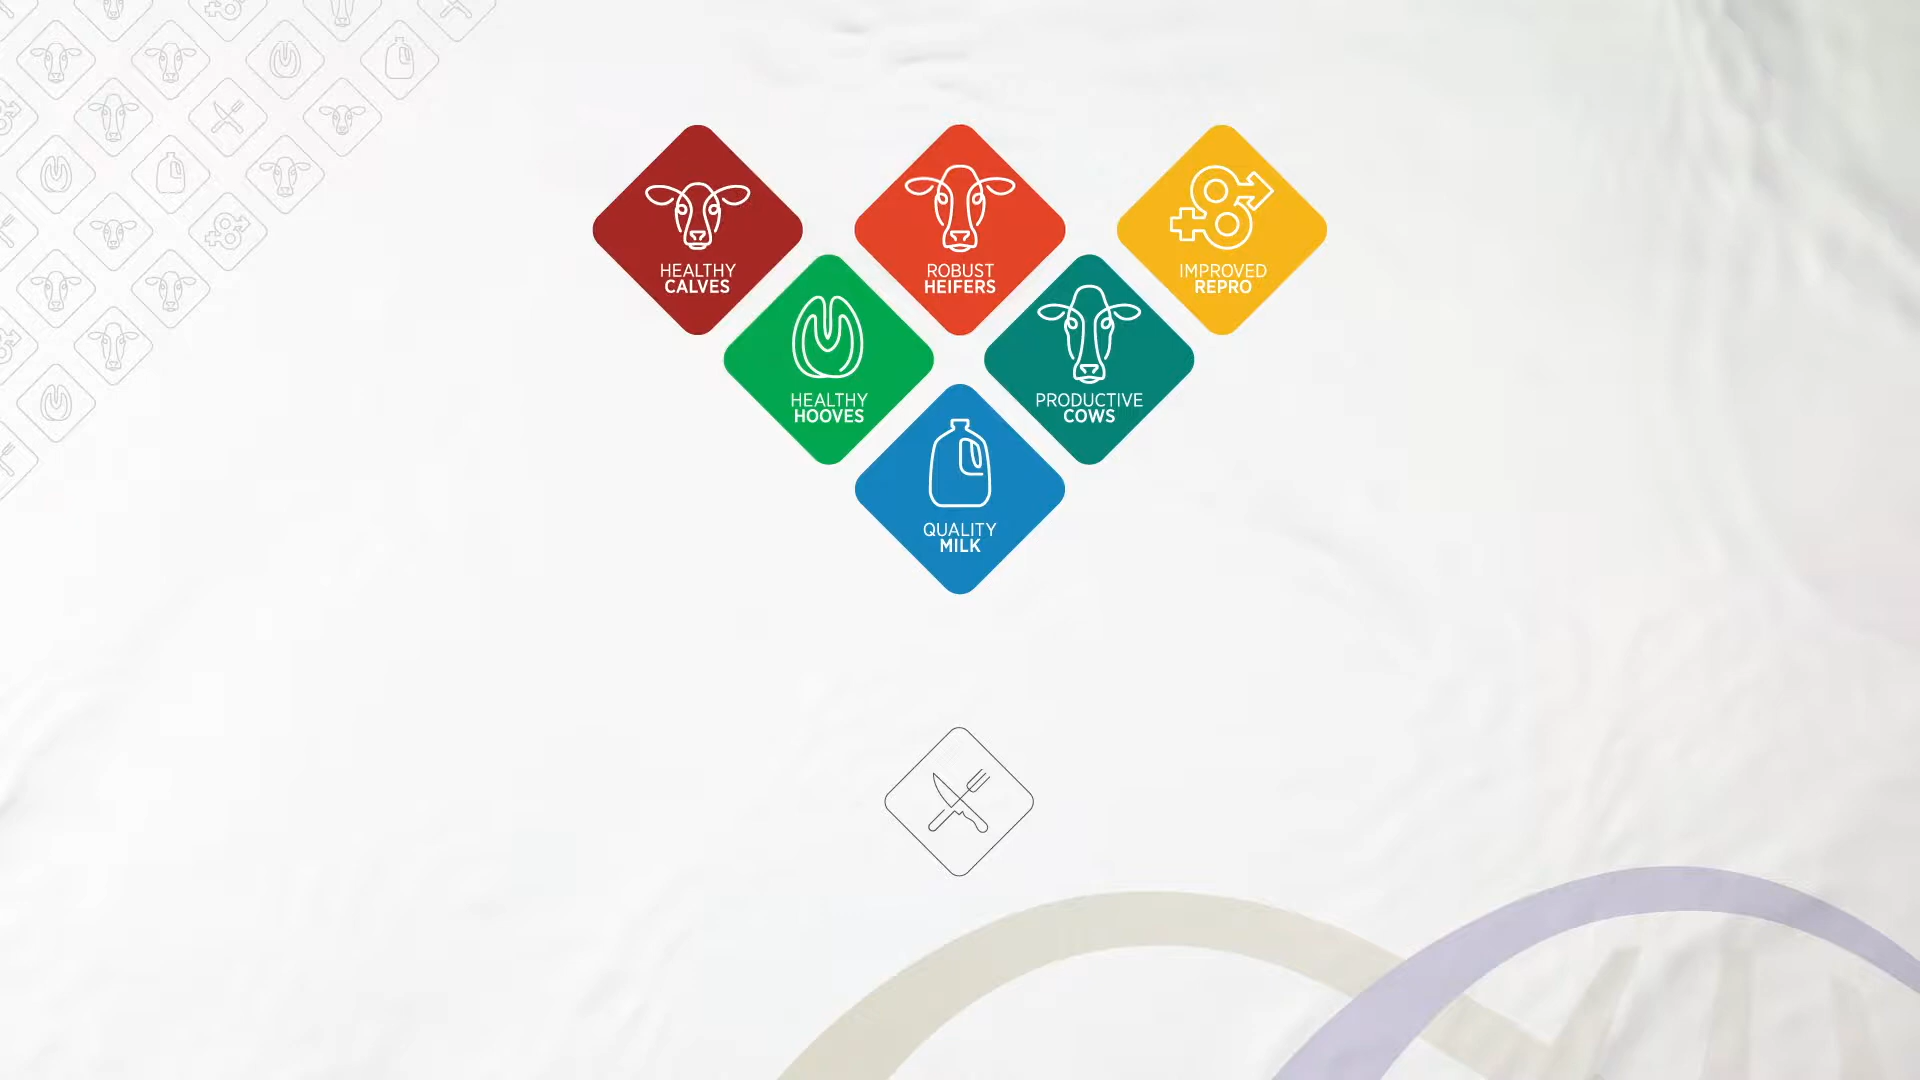 HEALTHY
CALVES
ROBUST
HEIFERS
IMPROVED
REPRO
HEALTHY
HOOVES
PRODUCTIVE
COWS
QUALITY
MILK